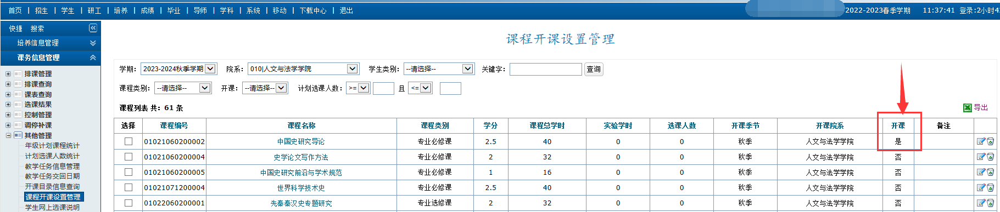 首页 | 招生 | 学生 | 研工 | 培养 | 成绩 | 毕业 | 导师 | 学科 | 系统 | 移动 | 下载中心 | 退出
2022-2023春季学期 11:37:41 登录:2小时4
快捷 搜索
培养信息管理
课务信息管理
排课管理
排课查询
课表查询
选课结果
控制管理
调停补课
其他管理
年级计划课程统计
计划选课人数统计
教学任务信息管理
教学任务交回日期
开课目录信息查询
课程开课设置管理
学生网上选课说明
课程开课设置管理
学期: 2023-2024秋季学期 院系: 010|人文与法学学院 学生类别: --请选择-- 关键字: 查询
课程类别: --请选择-- 开课: --请选择-- 计划选课人数: >= 且 <=
课程列表 共: 61 条 导出
选择 课程编号 课程名称 课程类别 学分 课程总学时 实验学时 选课人数 开课季节 开课院系 开课 备注
01021060200002 中国史研究导论 专业必修课 2.5 40 0 0 秋季 人文与法学学院 是
01021060200004 史学论文写作方法 专业必修课 2 32 0 0 秋季 人文与法学学院 否
01021060200005 中国史研究前沿与学术规范 专业必修课 1 16 0 0 秋季 人文与法学学院 否
01021071200004 世界科学技术史 专业必修课 2.5 40 0 0 秋季 人文与法学学院 否
01022060200001 先秦秦汉史专题研究 专业选修课 2 32 0 0 秋季 人文与法学学院 否